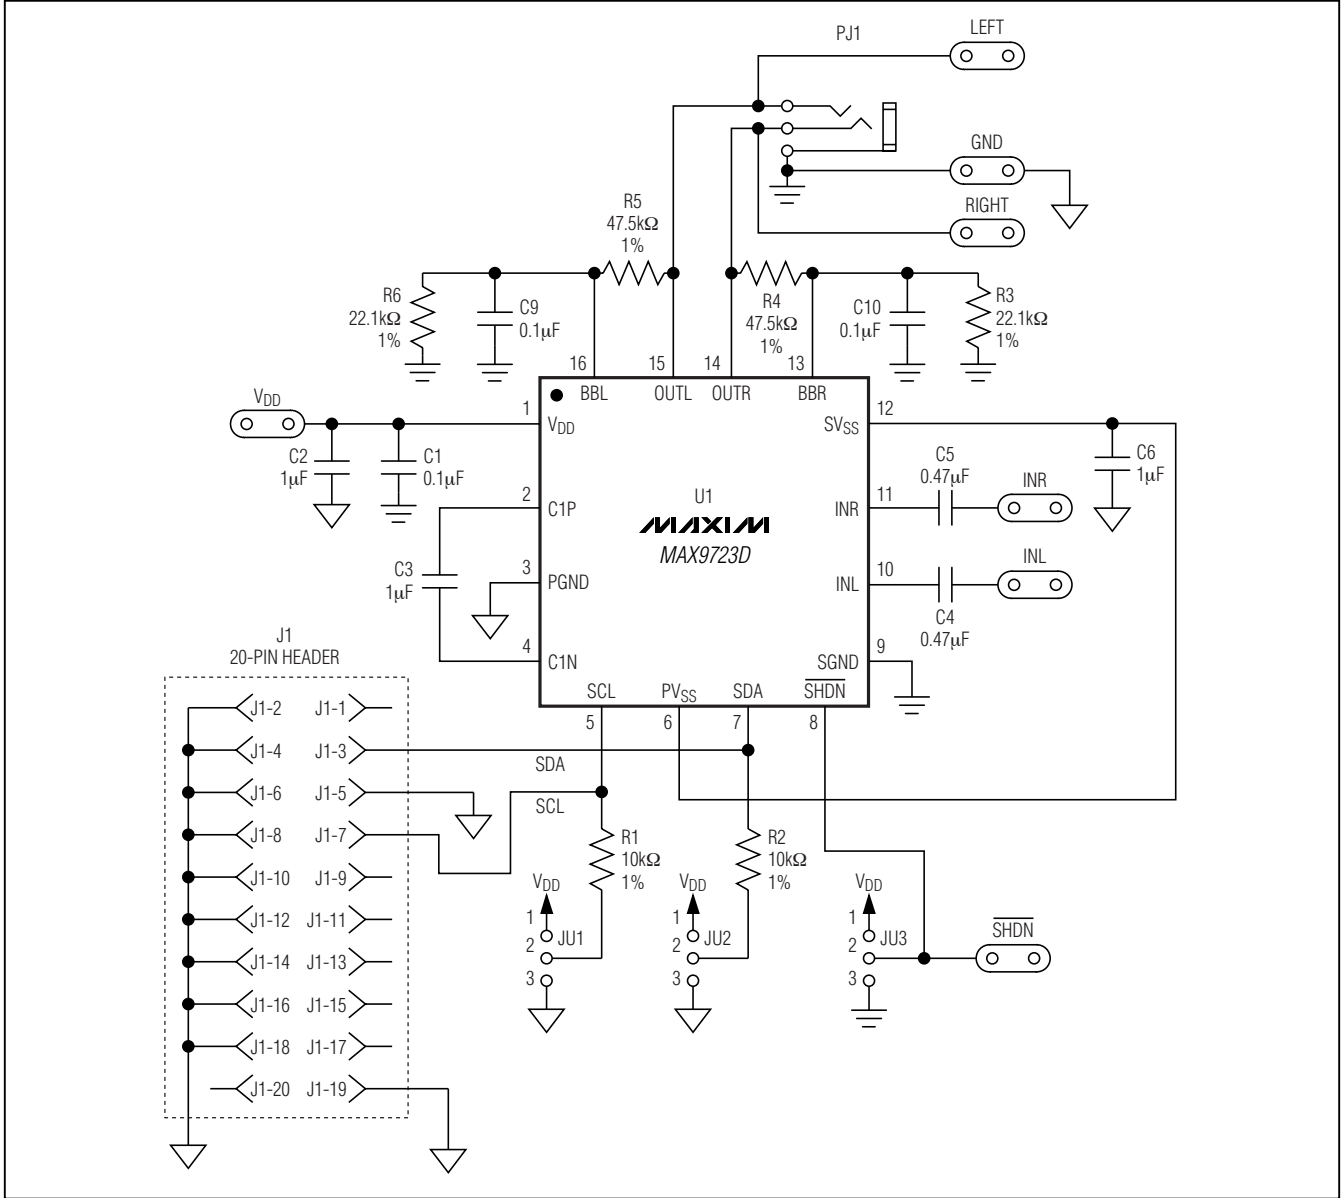 PJ1
LEFT
GND
RIGHT
R5
47.5kΩ
1%
R6
22.1kΩ
1%
C9
0.1µF
R4
47.5kΩ
1%
C10
0.1µF
R3
22.1kΩ
1%
16
15
14
13
BBL
OUTL
OUTR
BBR
VDD
1
VDD
12
SVSS
C2
1µF
C1
0.1µF
C5
0.47µF
C6
1µF
INR
2
C1P
U1
MAXIM
MAX9723D
11
INR
C3
1µF
3
PGND
10
INL
INL
C4
0.47µF
4
C1N
9
SGND
J1
20-PIN HEADER
SCL
PVSS
SDA
SHDN
5
6
7
8
J1-2 J1-1
J1-4 J1-3
SDA
J1-6 J1-5
SCL
J1-8 J1-7
J1-10 J1-9
J1-12 J1-11
J1-14 J1-13
J1-16 J1-15
J1-18 J1-17
J1-20 J1-19
R1
10kΩ
1%
R2
10kΩ
1%
VDD
1
2
3
JU1
VDD
1
2
3
JU2
VDD
1
2
3
JU3
SHDN